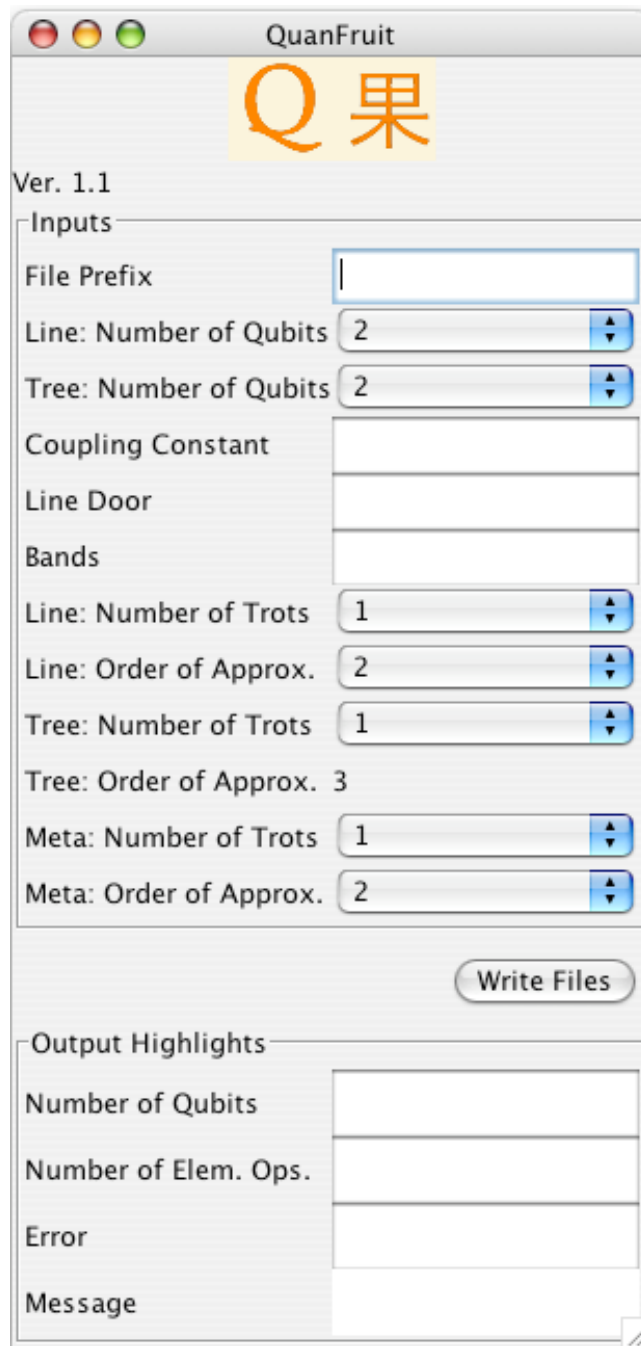 QuanFruit
Q 果
Ver. 1.1
Inputs
File Prefix
Line: Number of Qubits 2
Tree: Number of Qubits 2
Coupling Constant
Line Door
Bands
Line: Number of Trots 1
Line: Order of Approx. 2
Tree: Number of Trots 1
Tree: Order of Approx. 3
Meta: Number of Trots 1
Meta: Order of Approx. 2
Write Files
Output Highlights
Number of Qubits
Number of Elem. Ops.
Error
Message